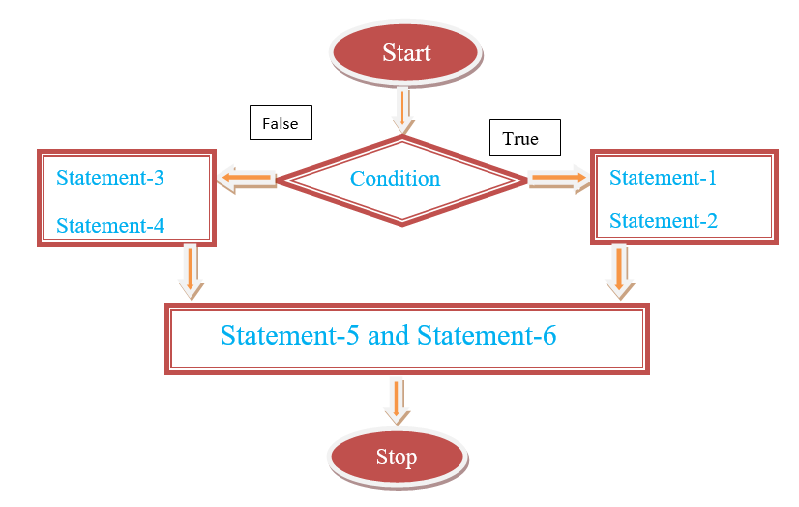 Start
False
True
Condition
Statement-3
Statement-4
Statement-1
Statement-2
Statement-5 and Statement-6
Stop